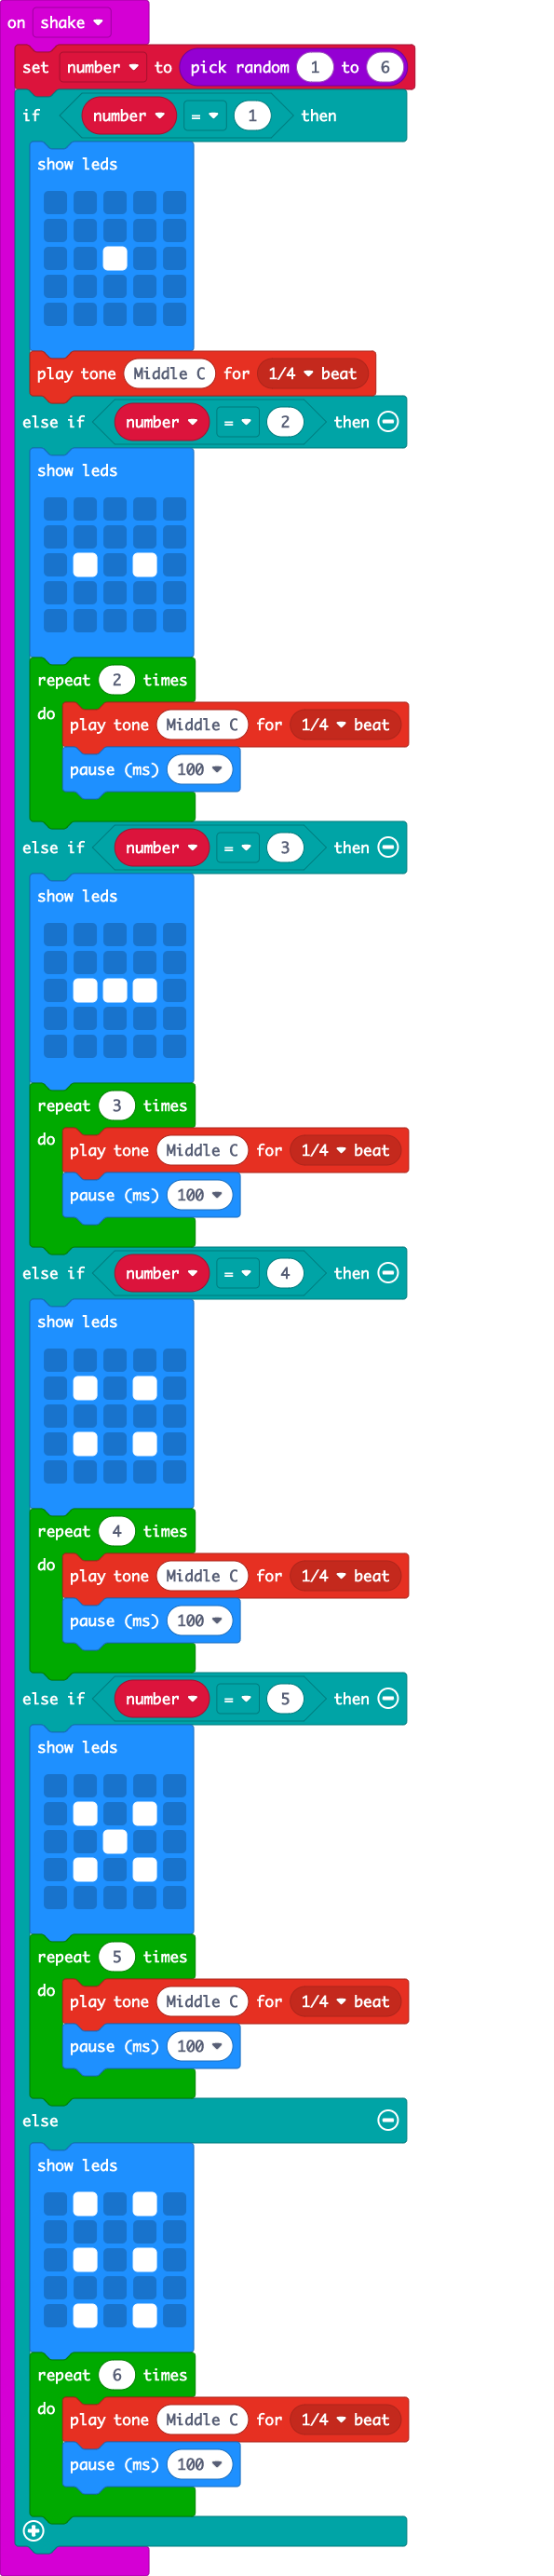 on shake
set number to pick random 1 to 6
if number = 1 then
show leds
play tone Middle C for 1/4 beat
else if number = 2 then
show leds
repeat 2 times
do play tone Middle C for 1/4 beat
pause (ms) 100
else if number = 3 then
show leds
repeat 3 times
do play tone Middle C for 1/4 beat
pause (ms) 100
else if number = 4 then
show leds
repeat 4 times
do play tone Middle C for 1/4 beat
pause (ms) 100
else if number = 5 then
show leds
repeat 5 times
do play tone Middle C for 1/4 beat
pause (ms) 100
else
show leds
repeat 6 times
do play tone Middle C for 1/4 beat
pause (ms) 100